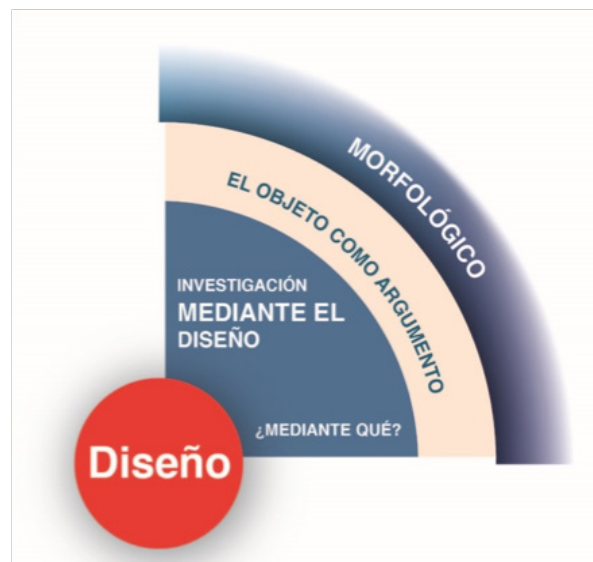 MORFOLÓGICO
EL OBJETO COMO ARGUMENTO
INVESTIGACIÓN
MEDIANTE EL
DISEÑO
¿MEDIANTE QUÉ?
Diseño